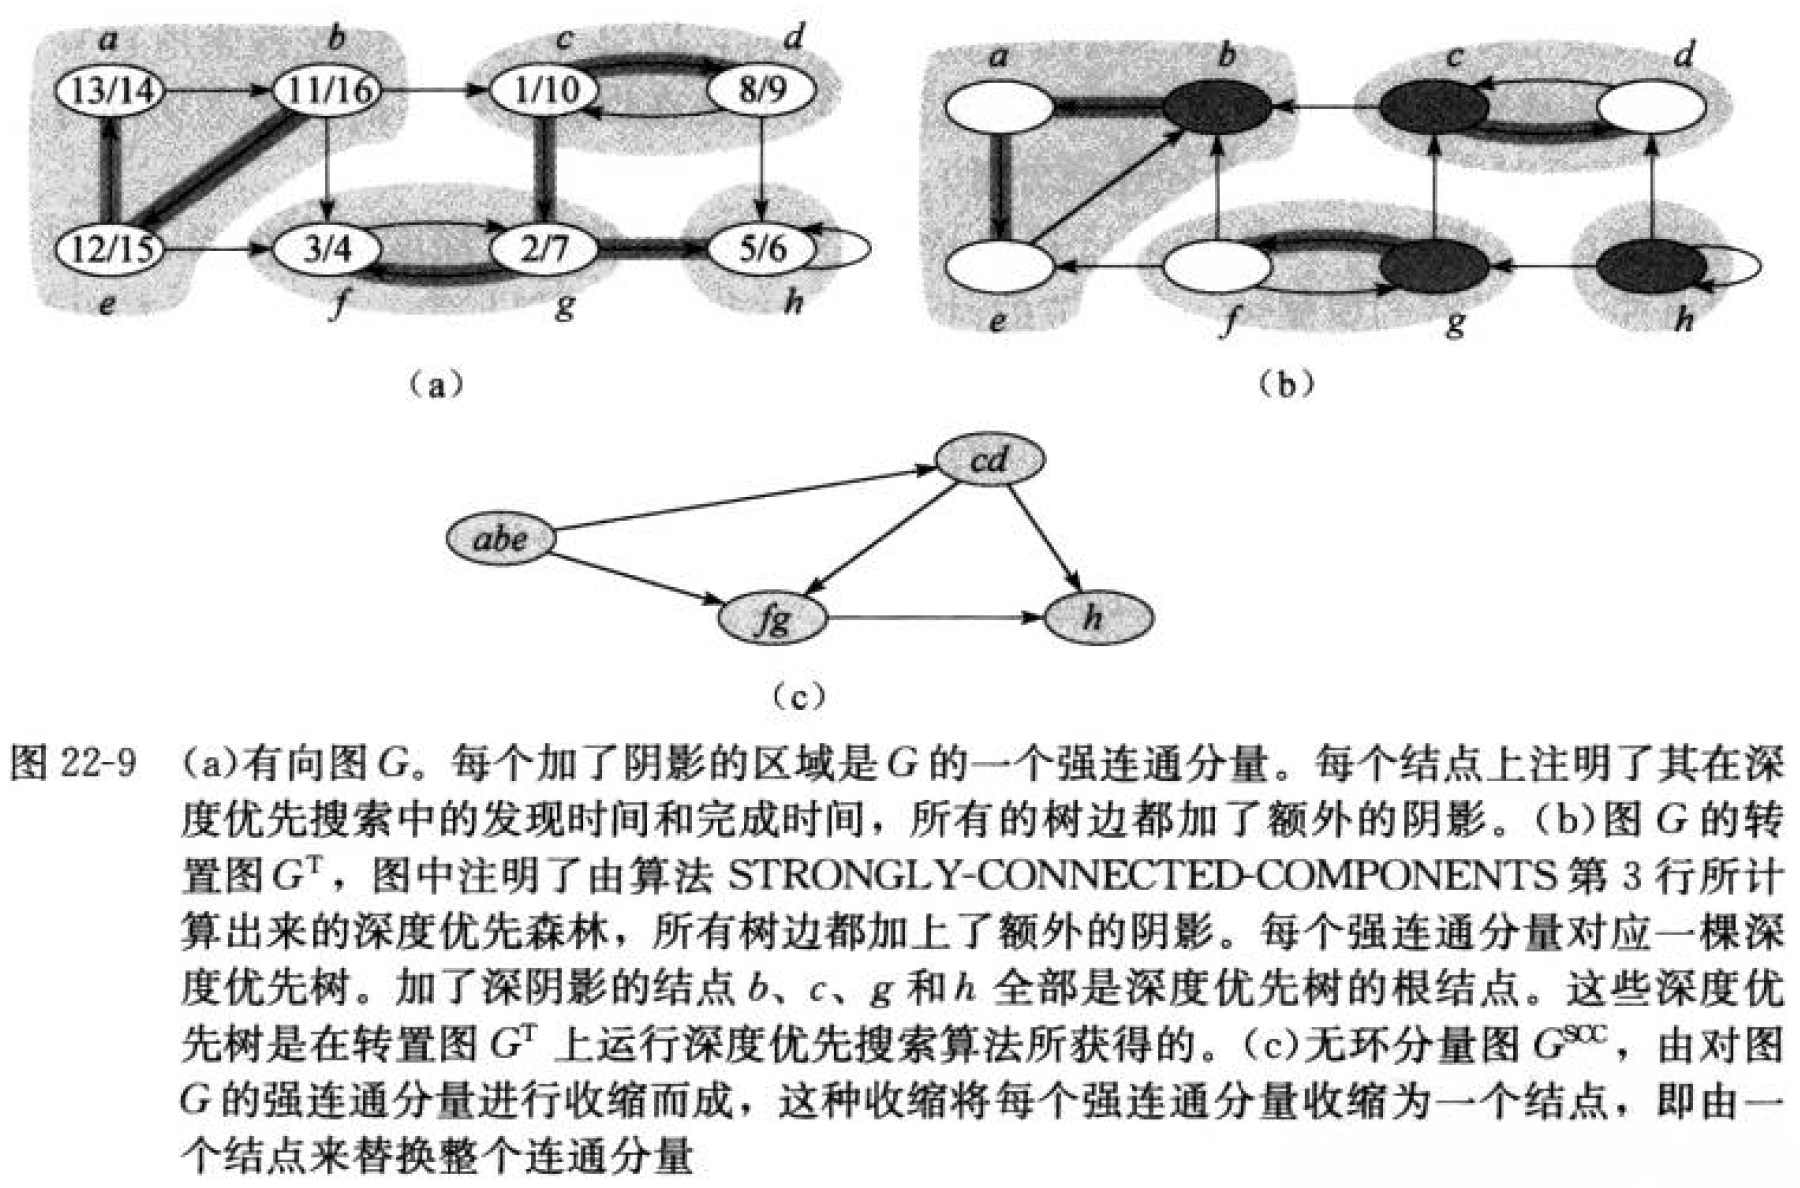 a b c d
13/14 11/16 1/10 8/9
12/15 3/4 2/7 5/6
e f g h
(a)
a b c d
e f g h
(b)
cd
abe
fg h
(c)
图 22-9 (a)有向图 G。每个加了阴影的区域是 G 的一个强连通分量。每个结点上注明了其在深
度优先搜索中的发现时间和完成时间，所有的树边都加了额外的阴影。(b)图 G 的转
置图 Gᵀ，图中注明了由算法 STRONGLY-CONNECTED-COMPONENTS 第 3 行所计
算出来的深度优先森林，所有树边都加上了额外的阴影。每个强连通分量对应一棵深
度优先树。加了深阴影的结点 b、c、g 和 h 全部是深度优先树的根结点。这些深度优
先树是在转置图 Gᵀ 上运行深度优先搜索算法所获得的。(c)无环分量图 Gˢᶜᶜ，由对图
G 的强连通分量进行收缩而成，这种收缩将每个强连通分量收缩为一个结点，即由一
个结点来替换整个连通分量